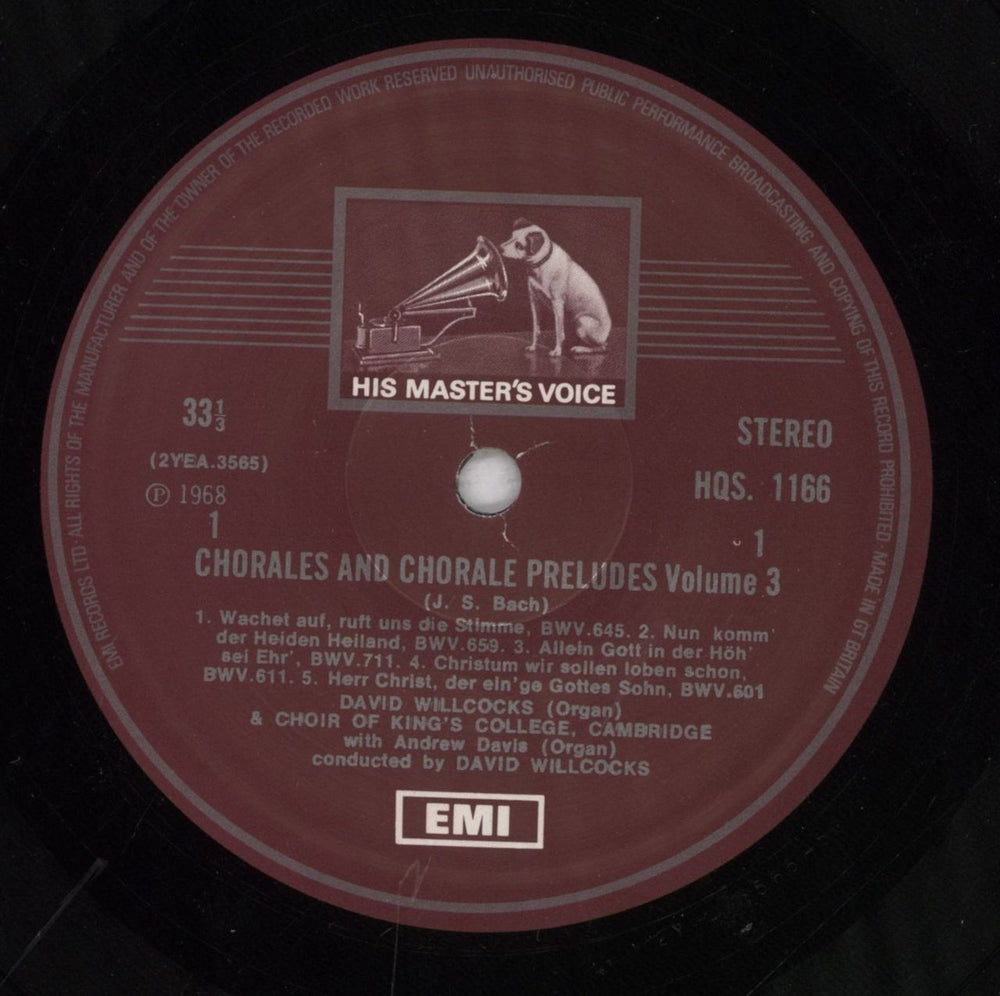 EMI RECORDS LTD · ALL RIGHTS OF THE MANUFACTURER AND OF THE OWNER OF THE RECORDED WORK RESERVED UNAUTHORISED PUBLIC PERFORMANCE BROADCASTING AND COPYING OF THIS RECORD PROHIBITED · MADE IN GT BRITAIN
HIS MASTER'S VOICE
33⅓
STEREO
(2YEA.3565)
HQS. 1166
Ⓟ 1968
1
1
CHORALES AND CHORALE PRELUDES Volume 3
(J. S. Bach)
1. Wachet auf, ruft uns die Stimme, BWV.645. 2. Nun komm'
der Heiden Heiland, BWV.659. 3. Allein Gott in der Höh'
sei Ehr', BWV.711. 4. Christum wir sollen loben schon,
BWV.611. 5. Herr Christ, der ein'ge Gottes Sohn, BWV.601
DAVID WILLCOCKS (Organ)
& CHOIR OF KING'S COLLEGE, CAMBRIDGE
with Andrew Davis (Organ)
conducted by DAVID WILLCOCKS
EMI